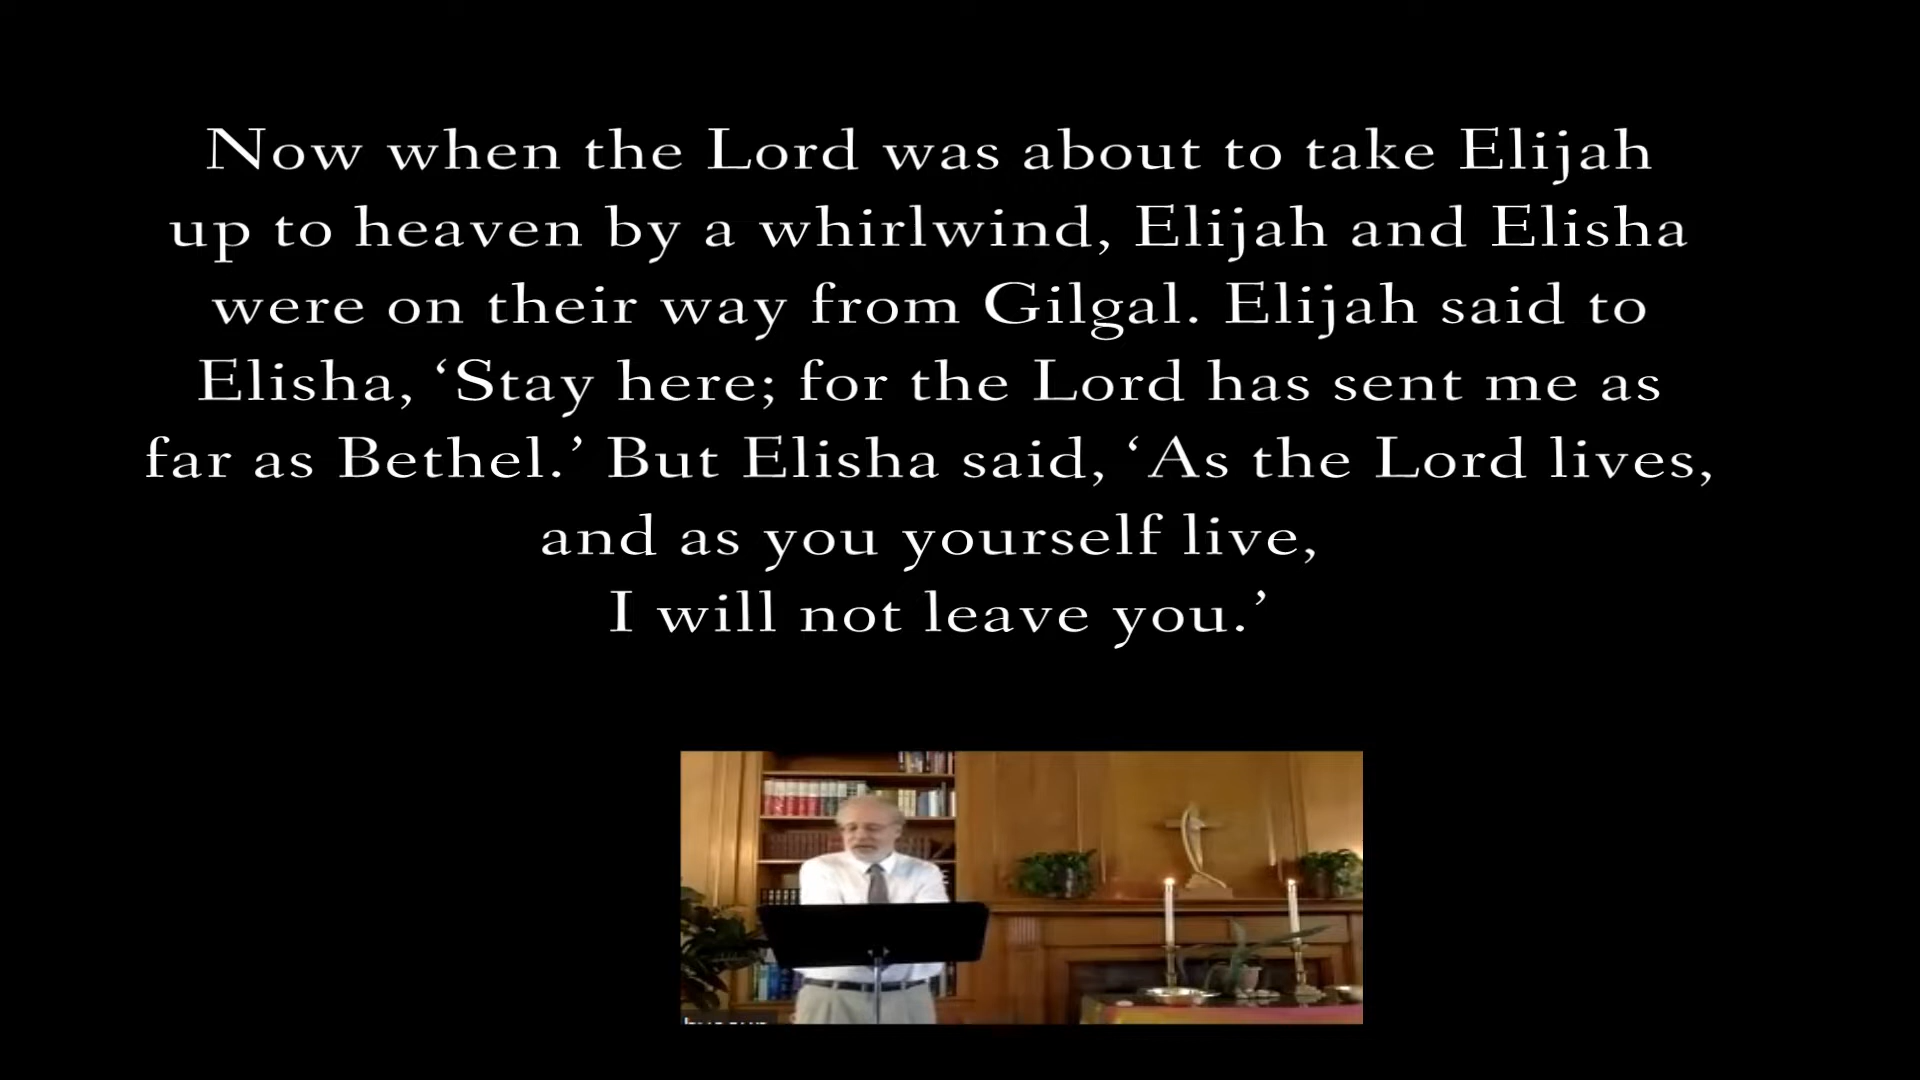 Now when the Lord was about to take Elijah
up to heaven by a whirlwind, Elijah and Elisha
were on their way from Gilgal. Elijah said to
Elisha, ‘Stay here; for the Lord has sent me as
far as Bethel.’ But Elisha said, ‘As the Lord lives,
and as you yourself live,
I will not leave you.’